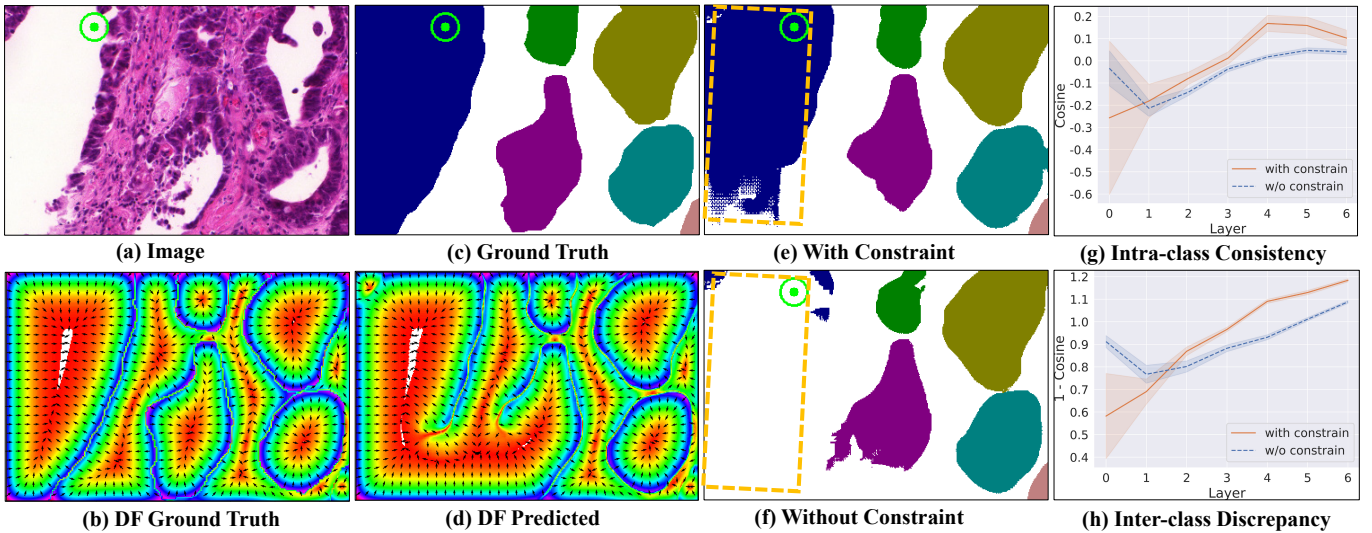 (a) Image
(c) Ground Truth
(e) With Constraint
0.2
0.1
0.0
-0.1
-0.2
-0.3
-0.4
-0.5
-0.6
Cosine
with constrain
w/o constrain
0 1 2 3 4 5 6
Layer
(g) Intra-class Consistency
(b) DF Ground Truth
(d) DF Predicted
(f) Without Constraint
1.2
1.1
1.0
0.9
0.8
0.7
0.6
0.5
0.4
1 - Cosine
with constrain
w/o constrain
0 1 2 3 4 5 6
Layer
(h) Inter-class Discrepancy